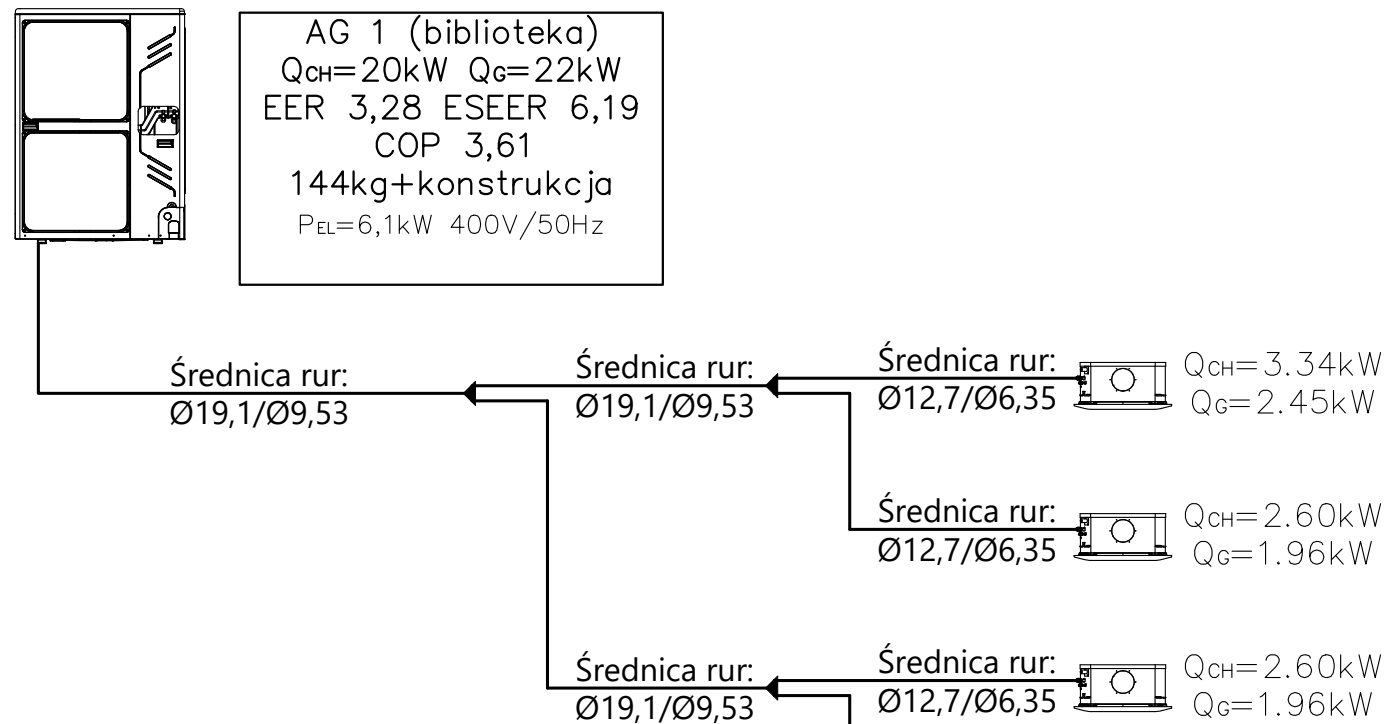 AG 1 (biblioteka)
QCH=20kW QG=22kW
EER 3,28 ESEER 6,19
COP 3,61
144kg+konstrukcja
PEL=6,1kW 400V/50Hz
Średnica rur:
Ø19,1/Ø9,53
Średnica rur:
Ø19,1/Ø9,53
Średnica rur:
Ø12,7/Ø6,35
QCH=3.34kW
QG=2.45kW
Średnica rur:
Ø12,7/Ø6,35
QCH=2.60kW
QG=1.96kW
Średnica rur:
Ø19,1/Ø9,53
Średnica rur:
Ø12,7/Ø6,35
QCH=2.60kW
QG=1.96kW